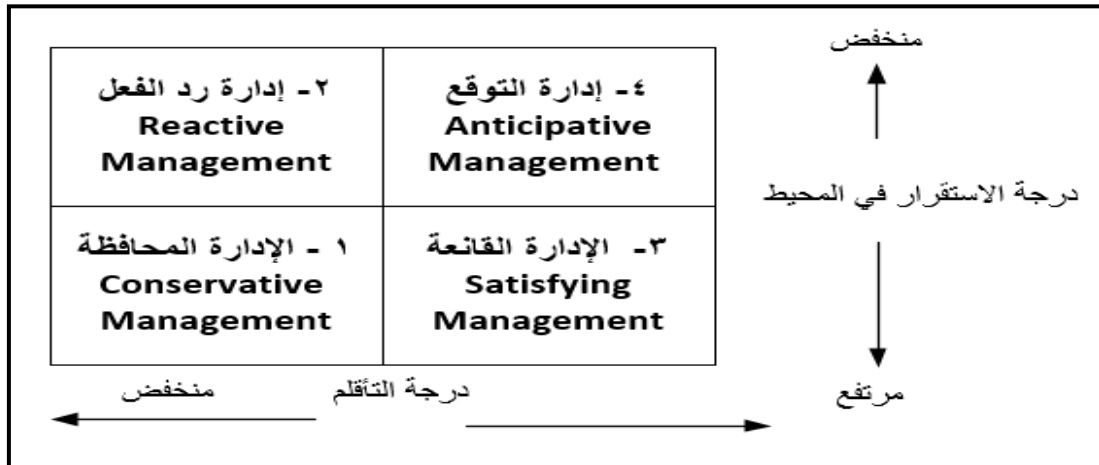 منخفض
٢- إدارة رد الفعل
Reactive
Management
٤- إدارة التوقع
Anticipative
Management
درجة الاستقرار في المحيط
١ - الإدارة المحافظة
Conservative
Management
٣- الإدارة القانعة
Satisfying
Management
مرتفع
منخفض
درجة التأقلم